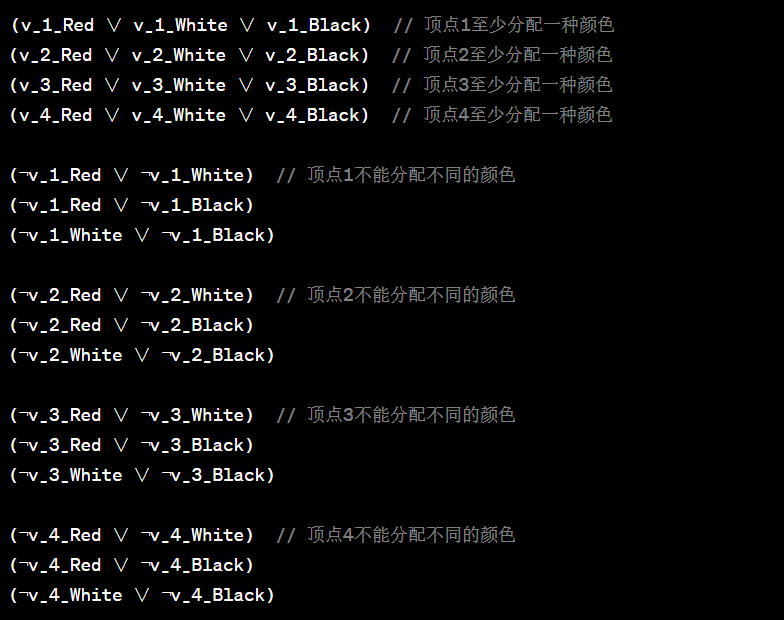 (v_1_Red ∨ v_1_White ∨ v_1_Black)  // 顶点1至少分配一种颜色
(v_2_Red ∨ v_2_White ∨ v_2_Black)  // 顶点2至少分配一种颜色
(v_3_Red ∨ v_3_White ∨ v_3_Black)  // 顶点3至少分配一种颜色
(v_4_Red ∨ v_4_White ∨ v_4_Black)  // 顶点4至少分配一种颜色
(¬v_1_Red ∨ ¬v_1_White)  // 顶点1不能分配不同的颜色
(¬v_1_Red ∨ ¬v_1_Black)
(¬v_1_White ∨ ¬v_1_Black)
(¬v_2_Red ∨ ¬v_2_White)  // 顶点2不能分配不同的颜色
(¬v_2_Red ∨ ¬v_2_Black)
(¬v_2_White ∨ ¬v_2_Black)
(¬v_3_Red ∨ ¬v_3_White)  // 顶点3不能分配不同的颜色
(¬v_3_Red ∨ ¬v_3_Black)
(¬v_3_White ∨ ¬v_3_Black)
(¬v_4_Red ∨ ¬v_4_White)  // 顶点4不能分配不同的颜色
(¬v_4_Red ∨ ¬v_4_Black)
(¬v_4_White ∨ ¬v_4_Black)